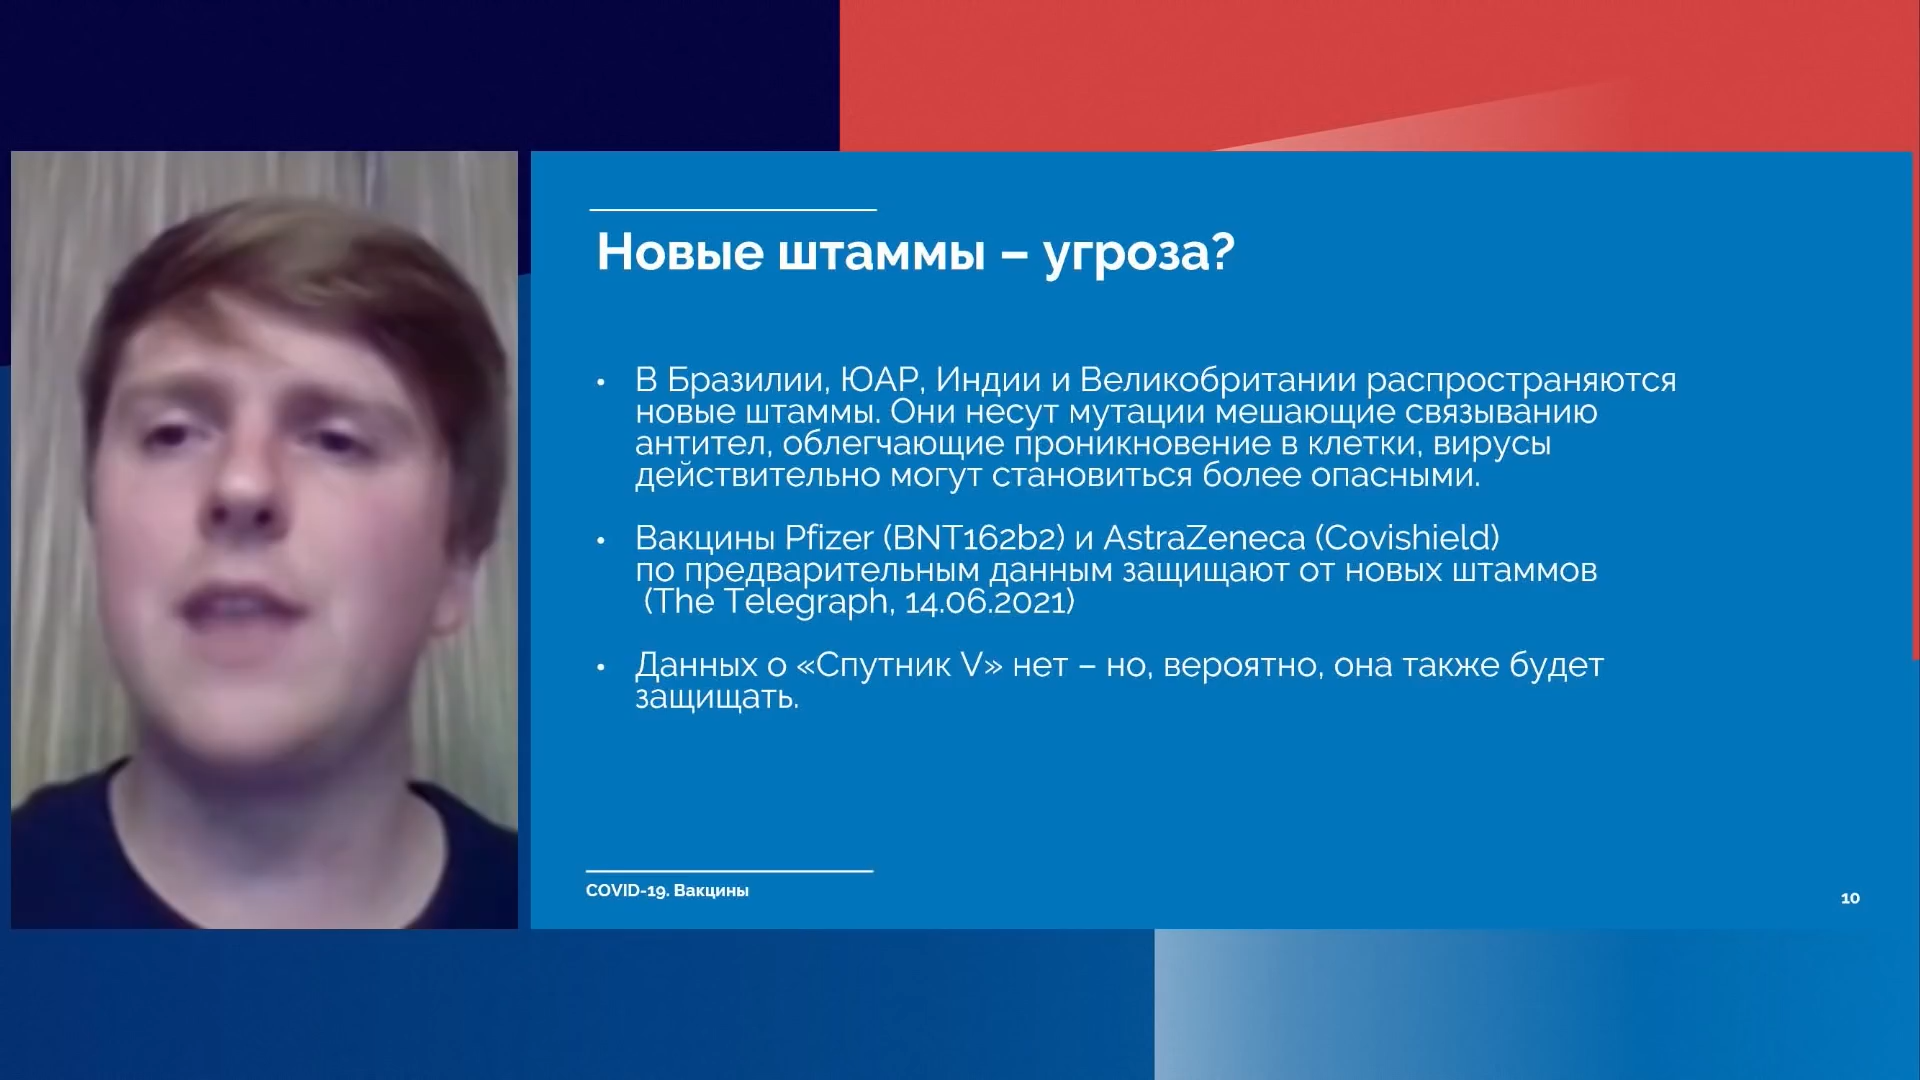 Новые штаммы – угроза?
• В Бразилии, ЮАР, Индии и Великобритании распространяются
новые штаммы. Они несут мутации мешающие связыванию
антител, облегчающие проникновение в клетки, вирусы
действительно могут становиться более опасными.
• Вакцины Pfizer (BNT162b2) и AstraZeneca (Covishield)
по предварительным данным защищают от новых штаммов
(The Telegraph, 14.06.2021)
• Данных о «Спутник V» нет – но, вероятно, она также будет
защищать.
COVID-19. Вакцины
10